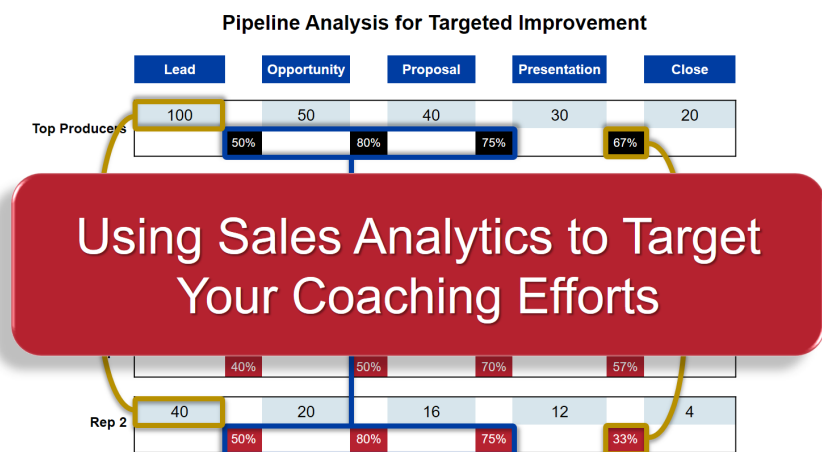 Pipeline Analysis for Targeted Improvement
Lead Opportunity Proposal Presentation Close
100 50 40 30 20
Top Producers
50% 80% 75% 67%
Using Sales Analytics to Target
Your Coaching Efforts
40% 50% 70% 57%
40 20 16 12 4
Rep 2
50% 80% 75% 33%